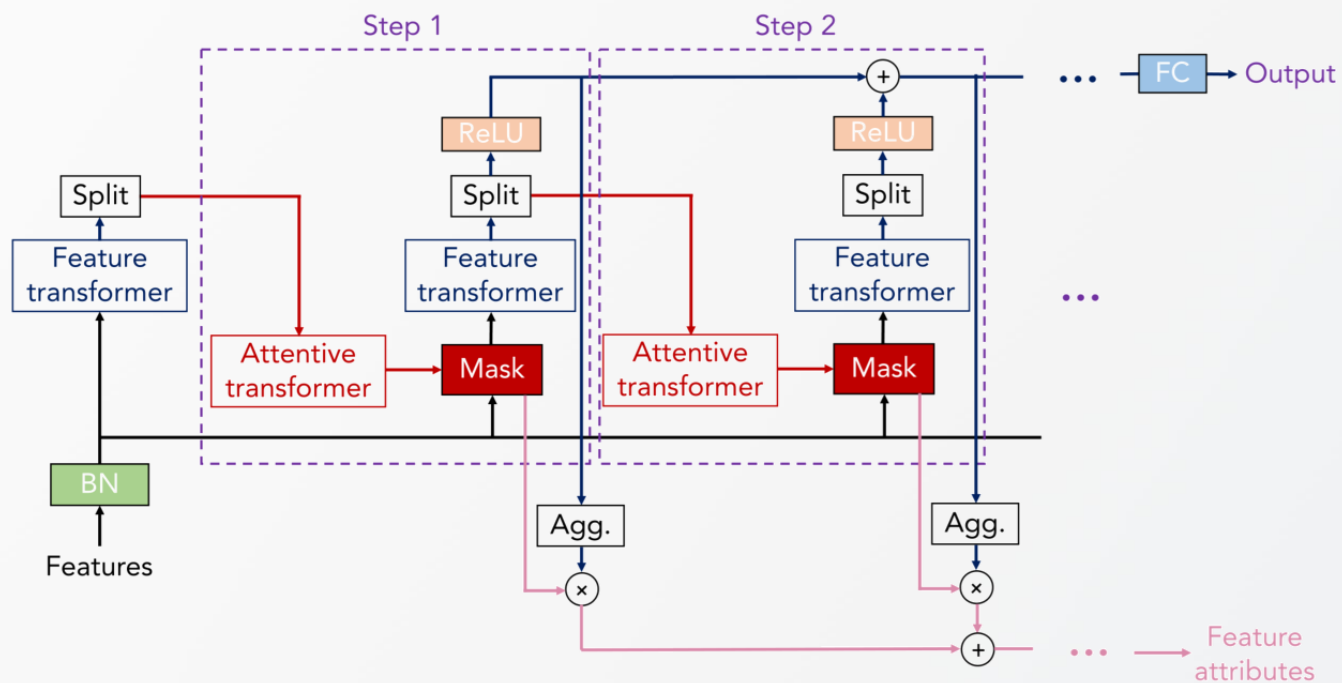 Step 1
Step 2
+
... FC Output
ReLU
ReLU
Split
Split
Split
Feature
transformer
Feature
transformer
Feature
transformer
...
Attentive
transformer
Mask
Attentive
transformer
Mask
BN
Features
Agg.
Agg.
×
×
+
... Feature
attributes